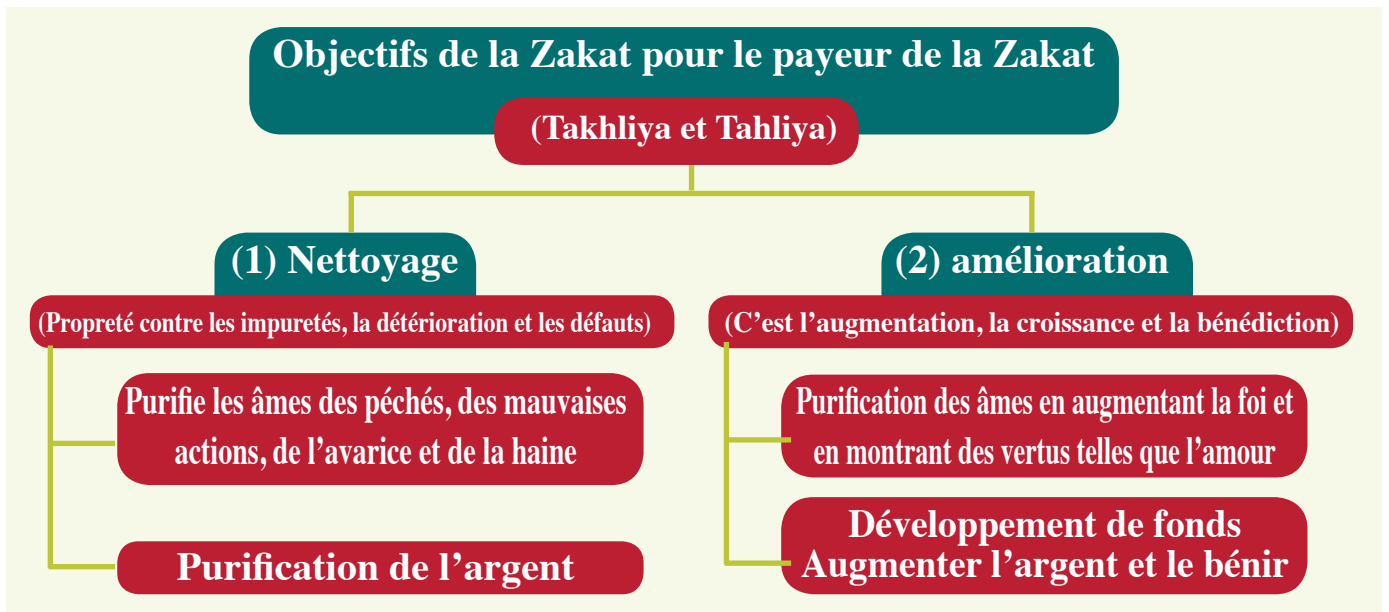 Objectifs de la Zakat pour le payeur de la Zakat
(Takhliya et Tahliya)
(1) Nettoyage
(Propreté contre les impuretés, la détérioration et les défauts)
Purifie les âmes des péchés, des mauvaises
actions, de l’avarice et de la haine
Purification de l’argent
(2) amélioration
(C’est l’augmentation, la croissance et la bénédiction)
Purification des âmes en augmentant la foi et
en montrant des vertus telles que l’amour
Développement de fonds
Augmenter l’argent et le bénir